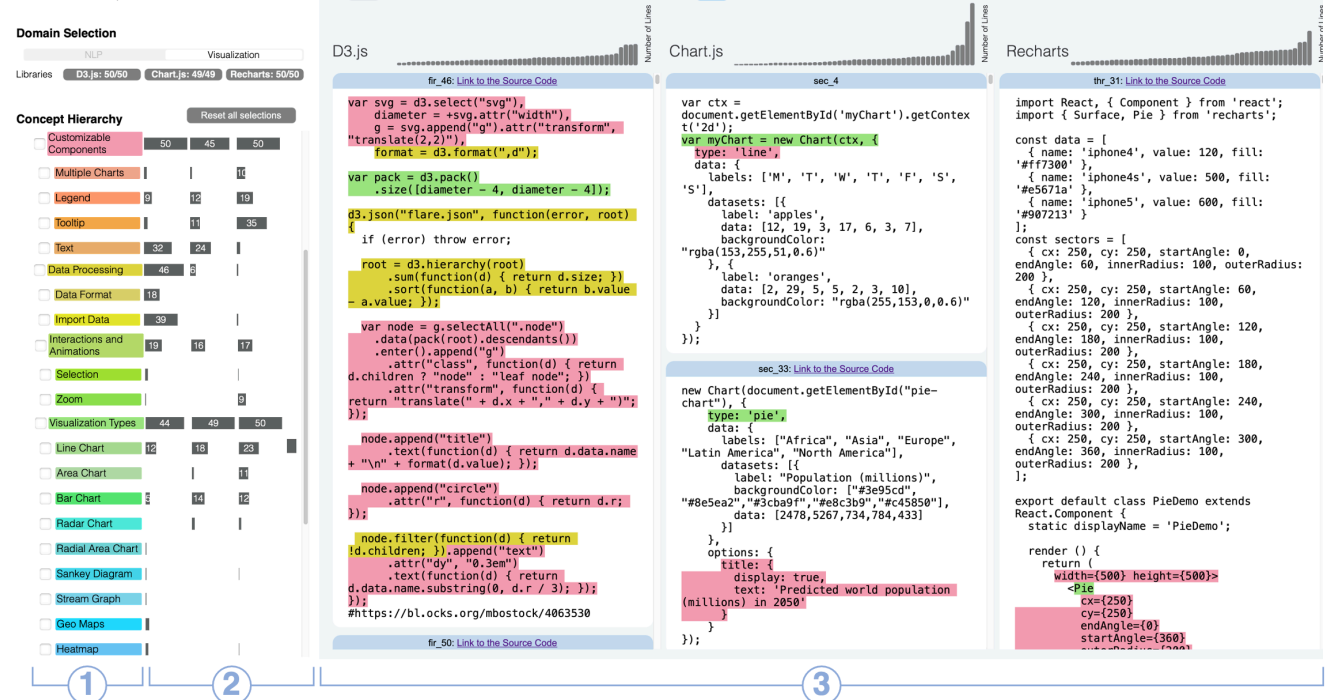 Domain Selection
NLP
Visualization
Libraries
D3.js: 50/50
Chart.js: 49/49
Recharts: 50/50
Concept Hierarchy
Reset all selections
Customizable
Components
50
45
50
Multiple Charts
10
Legend
9
12
19
Tooltip
11
35
Text
32
24
Data Processing
46
6
Data Format
18
Import Data
39
Interactions and
Animations
19
16
17
Selection
Zoom
9
Visualization Types
44
49
50
Line Chart
12
18
23
Area Chart
11
Bar Chart
14
12
Radar Chart
Radial Area Chart
Sankey Diagram
Stream Graph
Geo Maps
Heatmap
1
2
D3.js
Number of Lines
fir_46: Link to the Source Code
var svg = d3.select("svg"),
diameter = +svg.attr("width"),
g = svg.append("g").attr("transform",
"translate(2,2)"),
format = d3.format(",d");
var pack = d3.pack()
.size([diameter - 4, diameter - 4]);
d3.json("flare.json", function(error, root)
{
if (error) throw error;
root = d3.hierarchy(root)
.sum(function(d) { return d.size; })
.sort(function(a, b) { return b.value
- a.value; });
var node = g.selectAll(".node")
.data(pack(root).descendants())
.enter().append("g")
.attr("class", function(d) { return
d.children ? "node" : "leaf node"; })
.attr("transform", function(d) {
return "translate(" + d.x + "," + d.y + ")";
});
node.append("title")
.text(function(d) { return d.data.name
+ "\n" + format(d.value); });
node.append("circle")
.attr("r", function(d) { return d.r;
});
node.filter(function(d) { return
!d.children; }).append("text")
.attr("dy", "0.3em")
.text(function(d) { return
d.data.name.substring(0, d.r / 3); });
});
#https://bl.ocks.org/mbostock/4063530
fir_50: Link to the Source Code
Chart.js
Number of Lines
sec_4
var ctx =
document.getElementById('myChart').getContex
t('2d');
var myChart = new Chart(ctx, {
type: 'line',
data: {
labels: ['M', 'T', 'W', 'T', 'F', 'S',
'S'],
datasets: [{
label: 'apples',
data: [12, 19, 3, 17, 6, 3, 7],
backgroundColor:
"rgba(153,255,51,0.6)"
}, {
label: 'oranges',
data: [2, 29, 5, 5, 2, 3, 10],
backgroundColor: "rgba(255,153,0,0.6)"
}]
}
});
sec_33: Link to the Source Code
new Chart(document.getElementById("pie-
chart"), {
type: 'pie',
data: {
labels: ["Africa", "Asia", "Europe",
"Latin America", "North America"],
datasets: [{
label: "Population (millions)",
backgroundColor: ["#3e95cd",
"#8e5ea2","#3cba9f","#e8c3b9","#c45850"],
data: [2478,5267,734,784,433]
}]
},
options: {
title: {
display: true,
text: 'Predicted world population
(millions) in 2050'
}
}
});
Recharts
thr_31: Link to the Source Code
import React, { Component } from 'react';
import { Surface, Pie } from 'recharts';
const data = [
{ name: 'iphone4', value: 120, fill:
'#ff7300' },
{ name: 'iphone4s', value: 500, fill:
'#e5671a' },
{ name: 'iphone5', value: 600, fill:
'#907213' }
];
const sectors = [
{ cx: 250, cy: 250, startAngle: 0,
endAngle: 60, innerRadius: 100, outerRadius:
200 },
{ cx: 250, cy: 250, startAngle: 60,
endAngle: 120, innerRadius: 100,
outerRadius: 200 },
{ cx: 250, cy: 250, startAngle: 120,
endAngle: 180, innerRadius: 100,
outerRadius: 200 },
{ cx: 250, cy: 250, startAngle: 180,
endAngle: 240, innerRadius: 100,
outerRadius: 200 },
{ cx: 250, cy: 250, startAngle: 240,
endAngle: 300, innerRadius: 100,
outerRadius: 200 },
{ cx: 250, cy: 250, startAngle: 300,
endAngle: 360, innerRadius: 100,
outerRadius: 200 },
];
export default class PieDemo extends
React.Component {
static displayName = 'PieDemo';
render () {
return (
width={500} height={500}>
<Pie
cx={250}
cy={250}
endAngle={0}
startAngle={360}
3